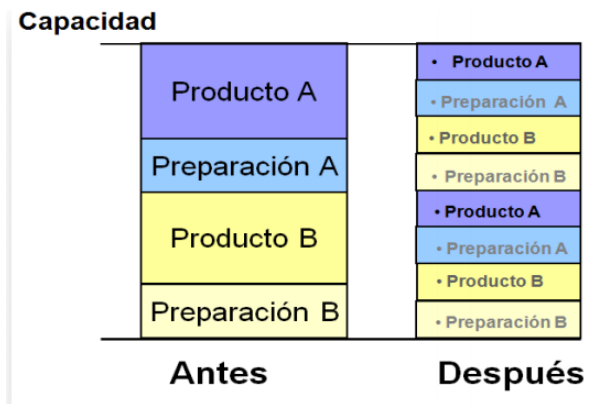 Capacidad
Producto A
Preparación A
Producto B
Preparación B
Antes
• Producto A
• Preparación A
• Producto B
• Preparación B
• Producto A
• Preparación A
• Producto B
• Preparación B
Después